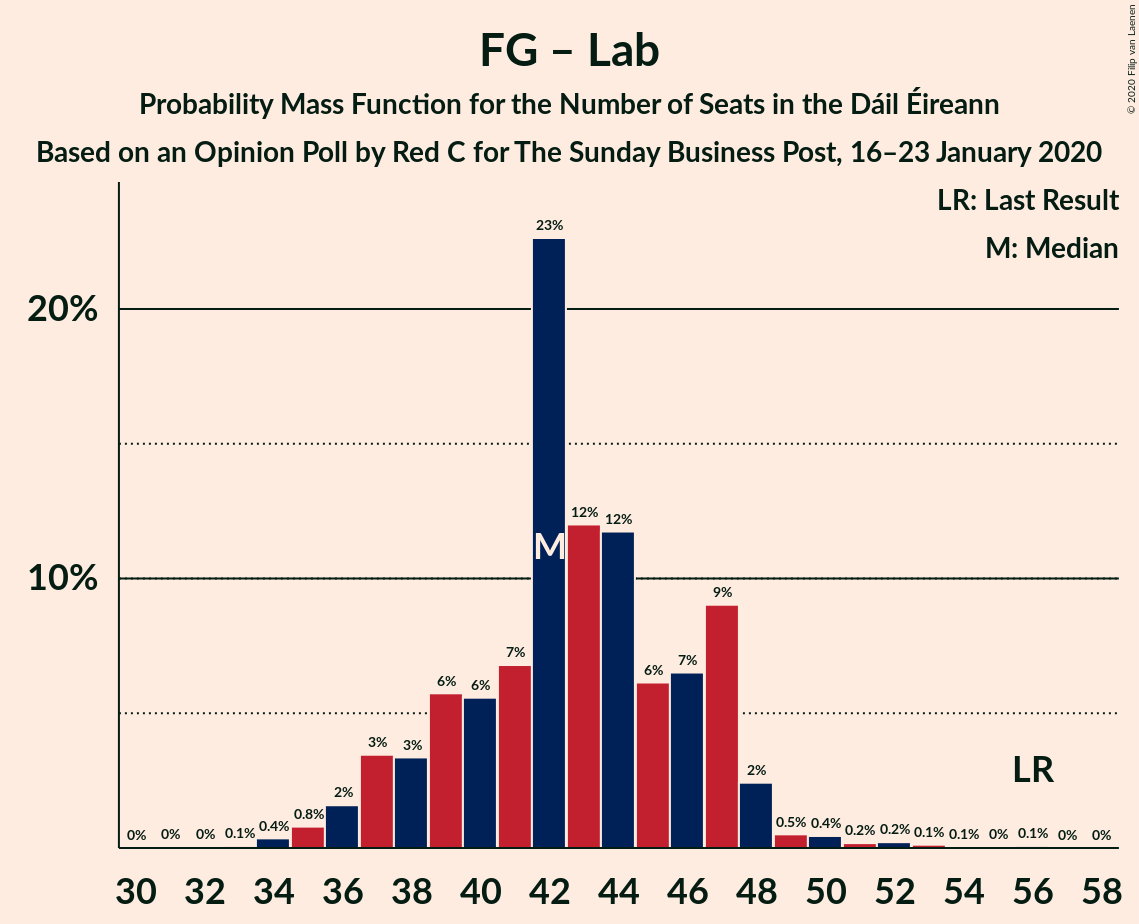 FG – Lab
Probability Mass Function for the Number of Seats in the Dáil Éireann
Based on an Opinion Poll by Red C for The Sunday Business Post, 16–23 January 2020
© 2020 Filip van Laenen
LR: Last Result
M: Median
20%
10%
0% 0% 0% 0.1% 0.4% 0.8% 2% 3% 3% 6% 6% 7% 23% 12% 12% 6% 7% 9% 2% 0.5% 0.4% 0.2% 0.2% 0.1% 0.1% 0% 0.1% 0% 0%
M
LR
30 32 34 36 38 40 42 44 46 48 50 52 54 56 58